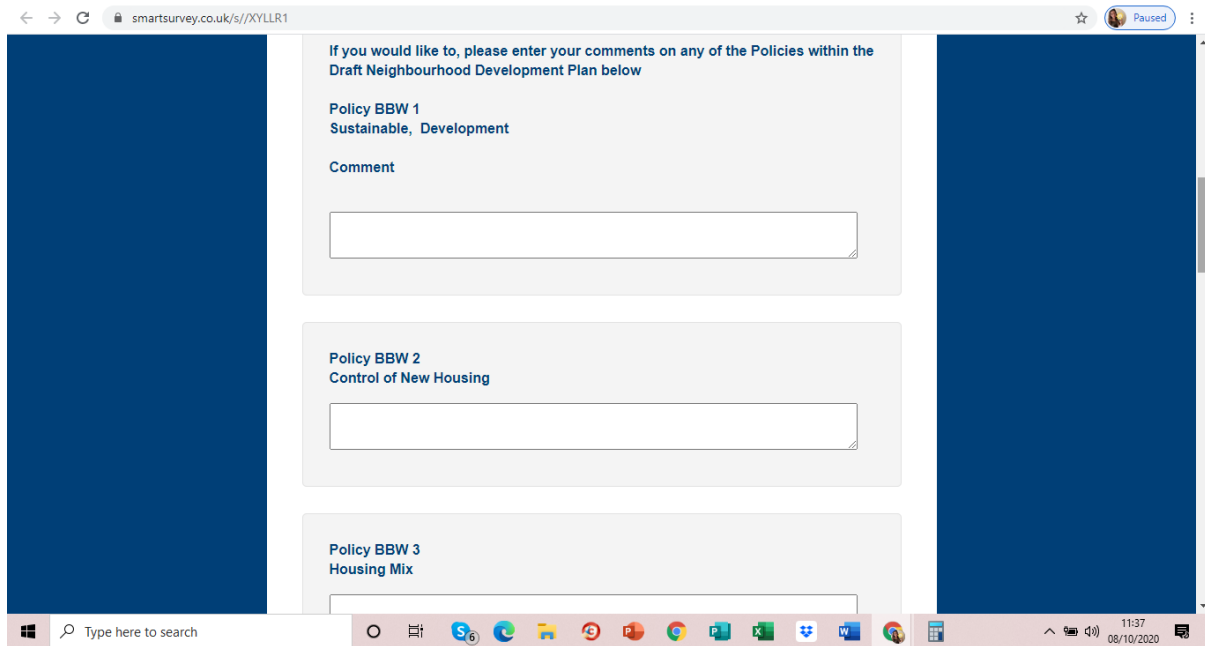 smartsurvey.co.uk/s//XYLLR1
Paused
If you would like to, please enter your comments on any of the Policies within the
Draft Neighbourhood Development Plan below
Policy BBW 1
Sustainable,  Development
Comment
Policy BBW 2
Control of New Housing
Policy BBW 3
Housing Mix
Type here to search
S 6
P
P
X
W
11:37
08/10/2020